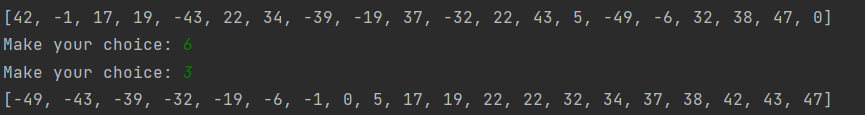 [42, -1, 17, 19, -43, 22, 34, -39, -19, 37, -32, 22, 43, 5, -49, -6, 32, 38, 47, 0]
Make your choice: 6
Make your choice: 3
[-49, -43, -39, -32, -19, -6, -1, 0, 5, 17, 19, 22, 22, 32, 34, 37, 38, 42, 43, 47]